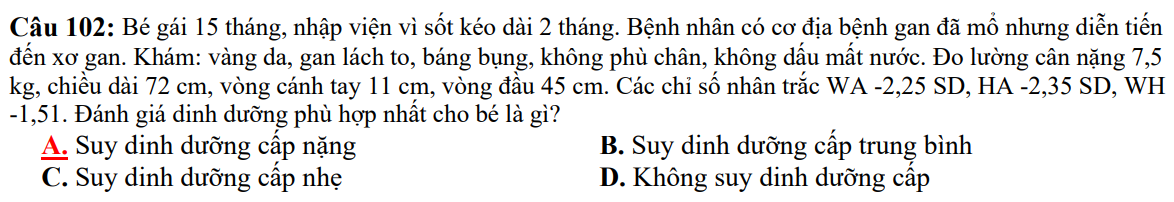 Câu 102: Bé gái 15 tháng, nhập viện vì sốt kéo dài 2 tháng. Bệnh nhân có cơ địa bệnh gan đã mổ nhưng diễn tiến
đến xơ gan. Khám: vàng da, gan lách to, báng bụng, không phù chân, không dấu mất nước. Đo lường cân nặng 7,5
kg, chiều dài 72 cm, vòng cánh tay 11 cm, vòng đầu 45 cm. Các chỉ số nhân trắc WA -2,25 SD, HA -2,35 SD, WH
-1,51. Đánh giá dinh dưỡng phù hợp nhất cho bé là gì?
A. Suy dinh dưỡng cấp nặng B. Suy dinh dưỡng cấp trung bình
C. Suy dinh dưỡng cấp nhẹ D. Không suy dinh dưỡng cấp